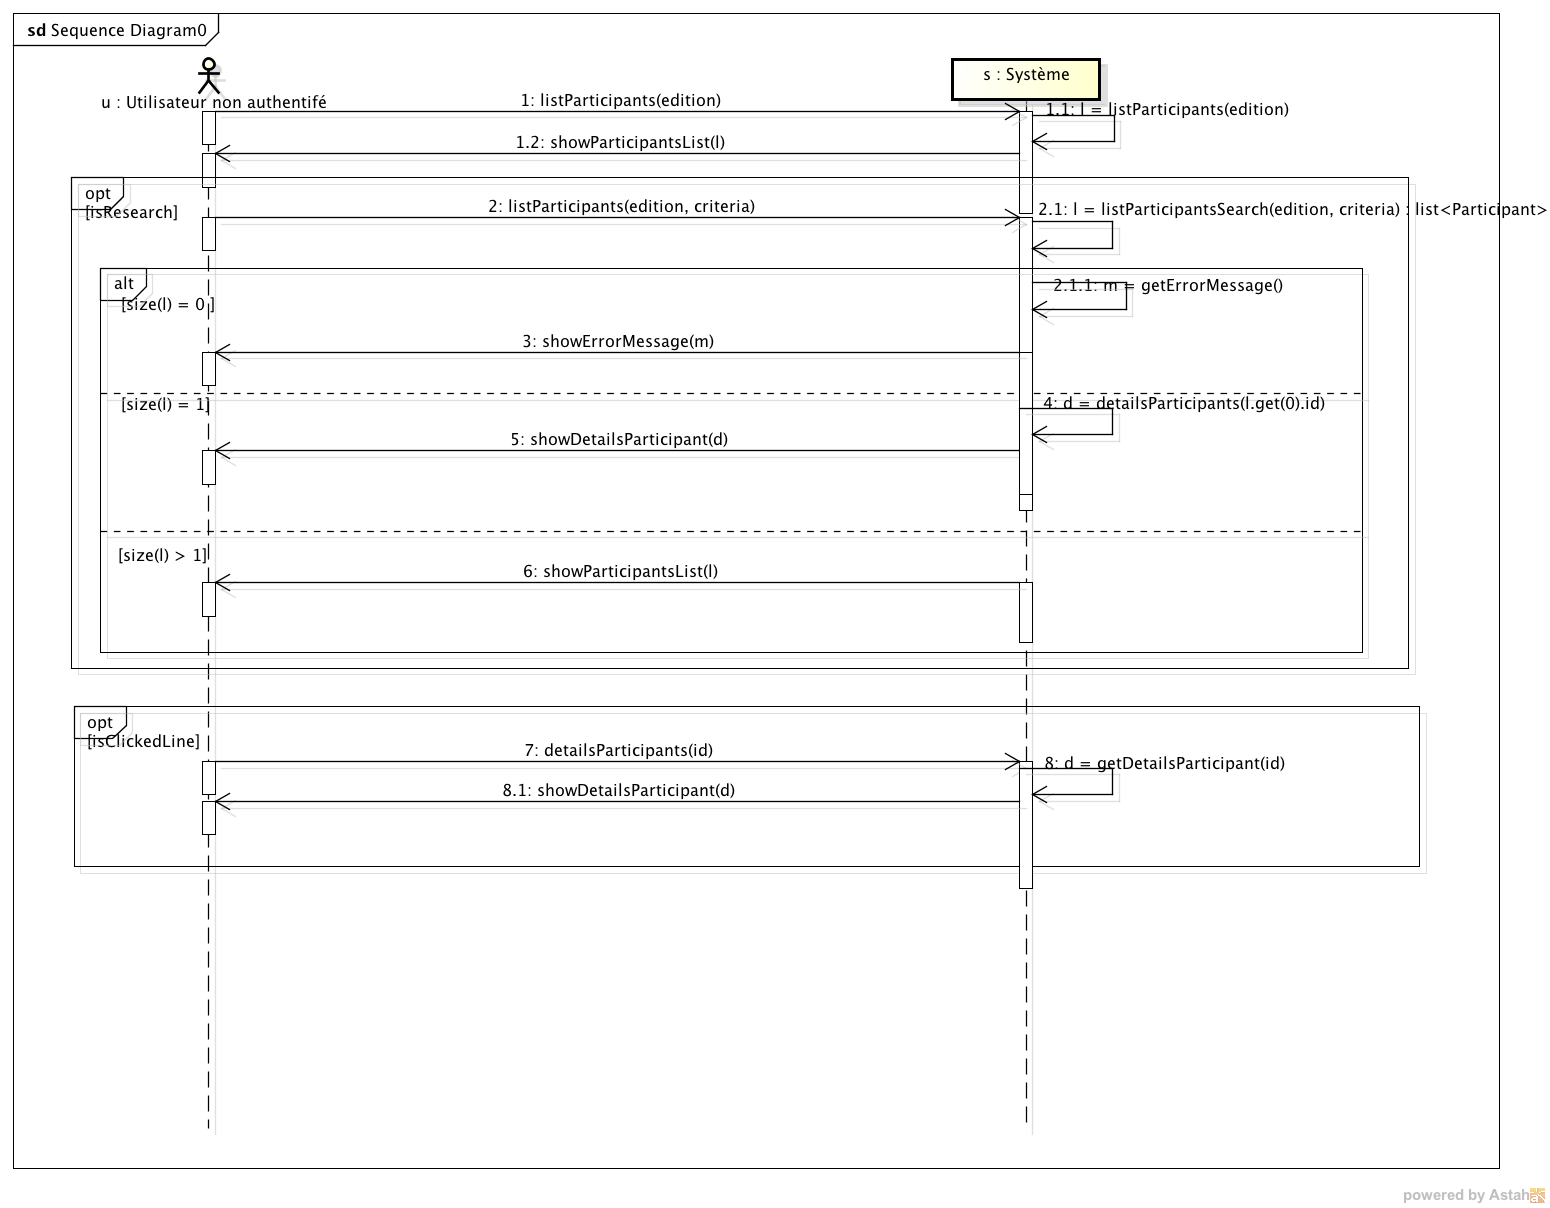 sd Sequence Diagram0
s : Système
u : Utilisateur non authentifé
1: listParticipants(edition)
1.1: l = listParticipants(edition)
1.2: showParticipantsList(l)
opt
[isResearch]
2: listParticipants(edition, criteria)
2.1: l = listParticipantsSearch(edition, criteria) : list<Participant>
alt
[size(l) = 0 ]
2.1.1: m = getErrorMessage()
3: showErrorMessage(m)
[size(l) = 1]
4: d = detailsParticipants(l.get(0).id)
5: showDetailsParticipant(d)
[size(l) > 1]
6: showParticipantsList(l)
opt
[isClickedLine]
7: detailsParticipants(id)
8: d = getDetailsParticipant(id)
8.1: showDetailsParticipant(d)
powered by Astah